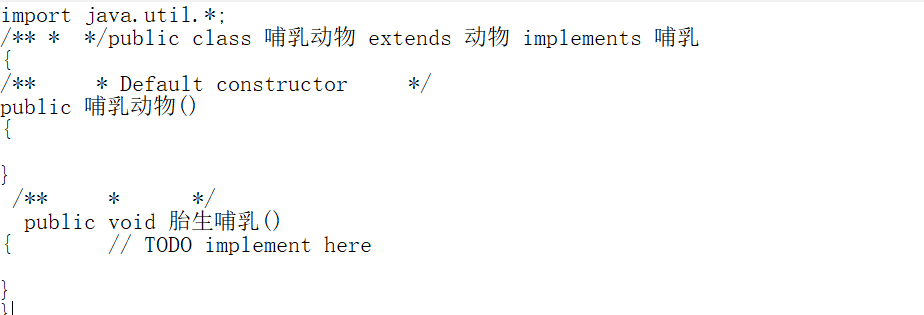 import java.util.*;
/** *  */public class 哺乳动物 extends 动物 implements 哺乳
{
/**     * Default constructor     */
public 哺乳动物()
{
}
/**     *      */
public void 胎生哺乳()
{        // TODO implement here
}
}